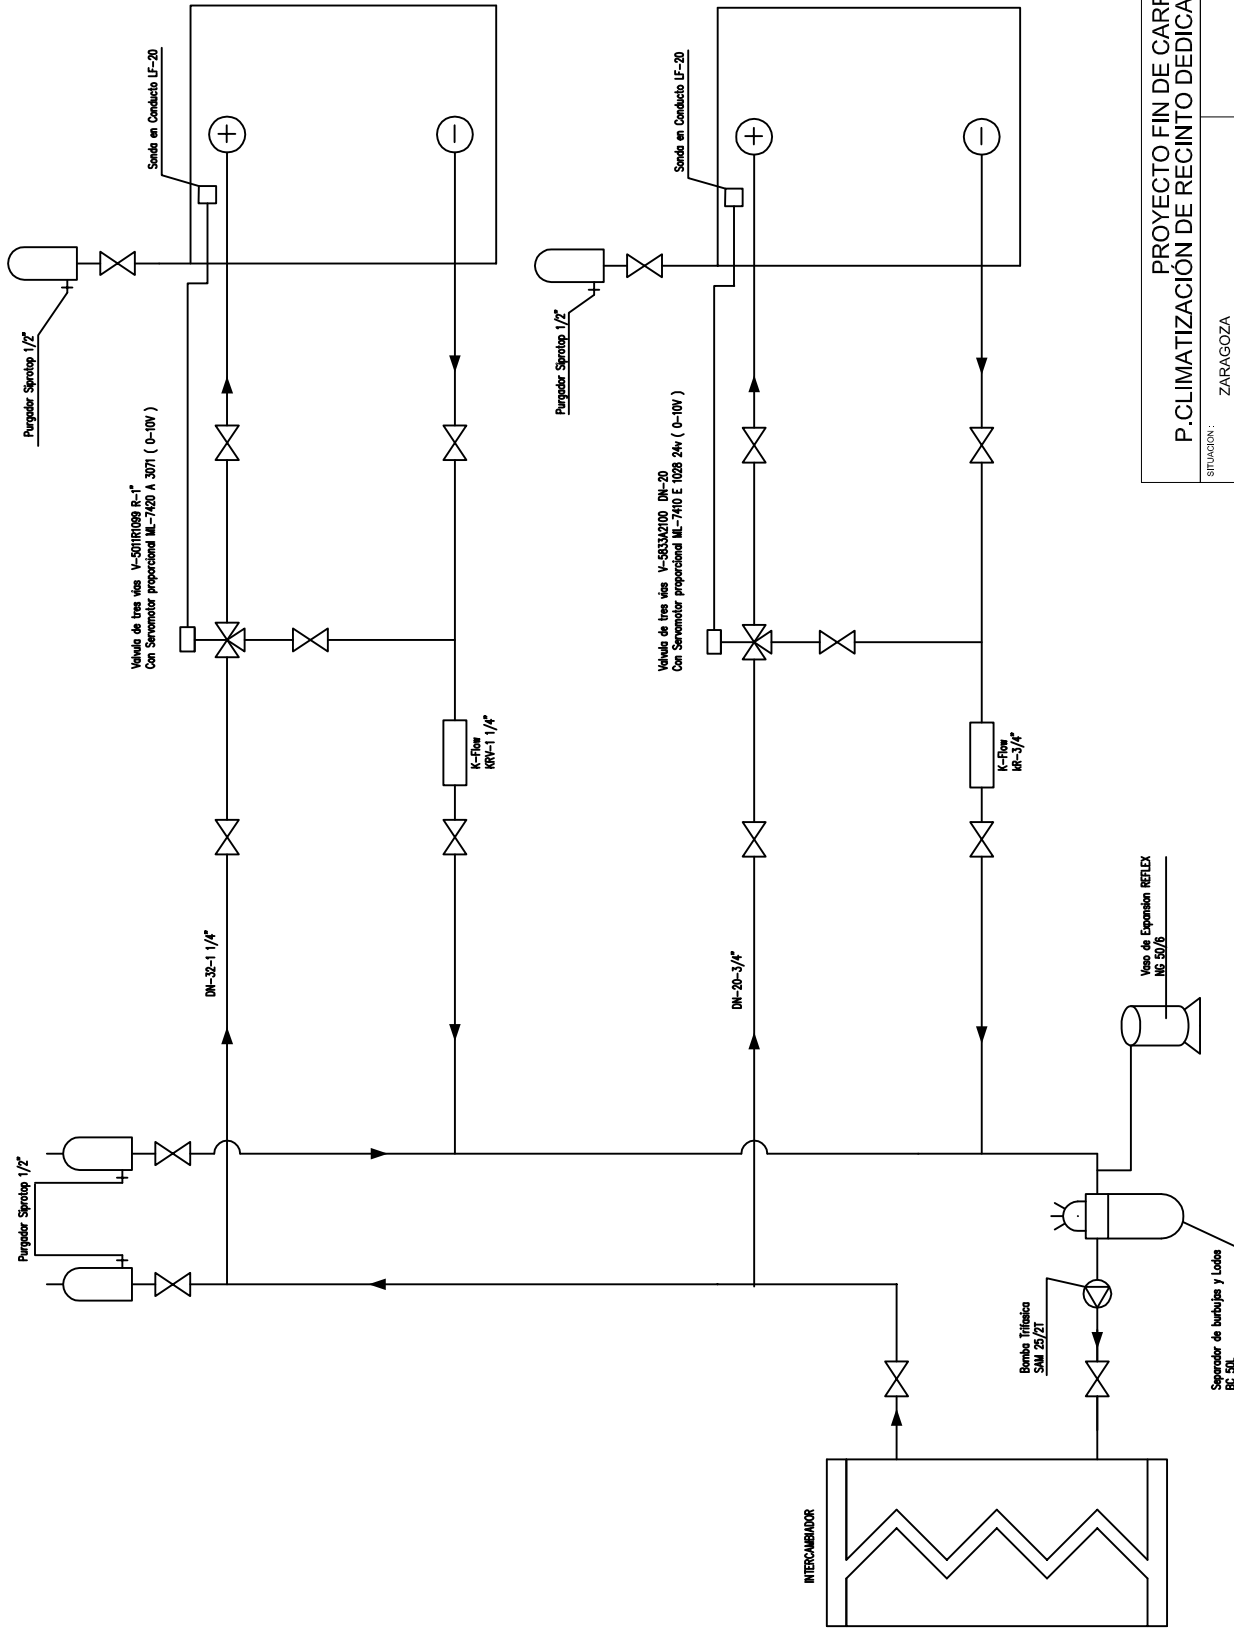 Purgador Siprotop 1/2"
Sonda en Conducto LF-20
Valvula de tres vias V-5011R1099 R-1"
Con Servomotor proporcional ML-7420 A 3071 ( 0-10V )
K-Flow
KRV-1 1/4"
DN-32-1 1/4"
Purgador Siprotop 1/2"
Purgador Siprotop 1/2"
Sonda en Conducto LF-20
Valvula de tres vias V-5833A2100 DN-20
Con Servomotor proporcional ML-7410 E 1028 24v ( 0-10V )
K-Flow
kR-3/4"
DN-20-3/4"
Vaso de Expansion REFLEX
NG 50/6
Bomba Trifasica
SAM 25/2T
Separador de burbujas y Lodos
BC 50L
INTERCAMBIADOR
PROYECTO FIN DE CARR
P.CLIMATIZACIÓN DE RECINTO DEDICA
SITUACION :
ZARAGOZA